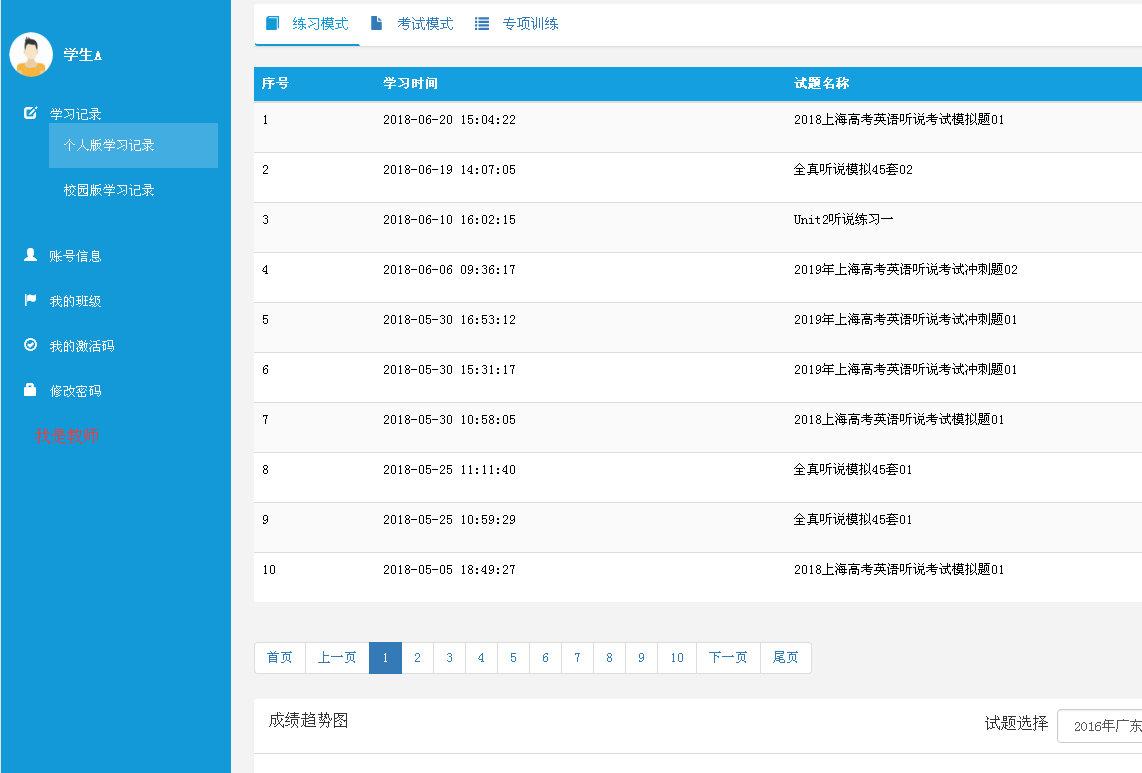 学生A
学习记录
个人版学习记录
校园版学习记录
账号信息
我的班级
我的激活码
修改密码
练习模式 考试模式 专项训练
序号 学习时间 试题名称
1 2018-06-20 15:04:22 2018上海高考英语听说考试模拟题01
2 2018-06-19 14:07:05 全真听说模拟45套02
3 2018-06-10 16:02:15 Unit2听说练习一
4 2018-06-06 09:36:17 2019年上海高考英语听说考试冲刺题02
5 2018-05-30 16:53:12 2019年上海高考英语听说考试冲刺题01
6 2018-05-30 15:31:17 2019年上海高考英语听说考试冲刺题01
7 2018-05-30 10:58:05 2018上海高考英语听说考试模拟题01
8 2018-05-25 11:11:40 全真听说模拟45套01
9 2018-05-25 10:59:29 全真听说模拟45套01
10 2018-05-05 18:49:27 2018上海高考英语听说考试模拟题01
首页 上一页 1 2 3 4 5 6 7 8 9 10 下一页 尾页
成绩趋势图 试题选择 2016年广东